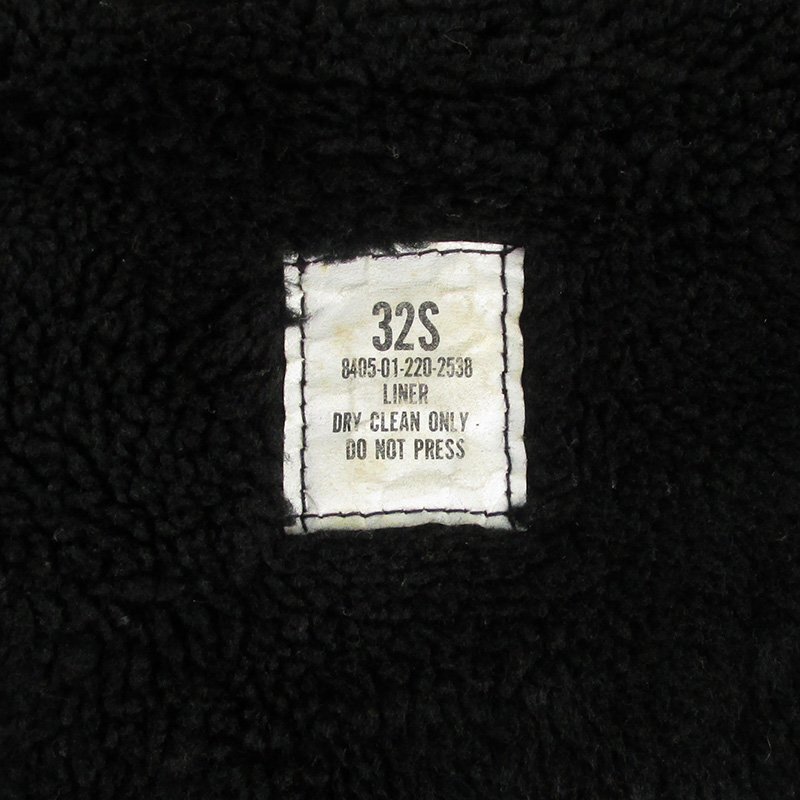 32S
8405-01-220-2538
LINER
DRY CLEAN ONLY
DO NOT PRESS